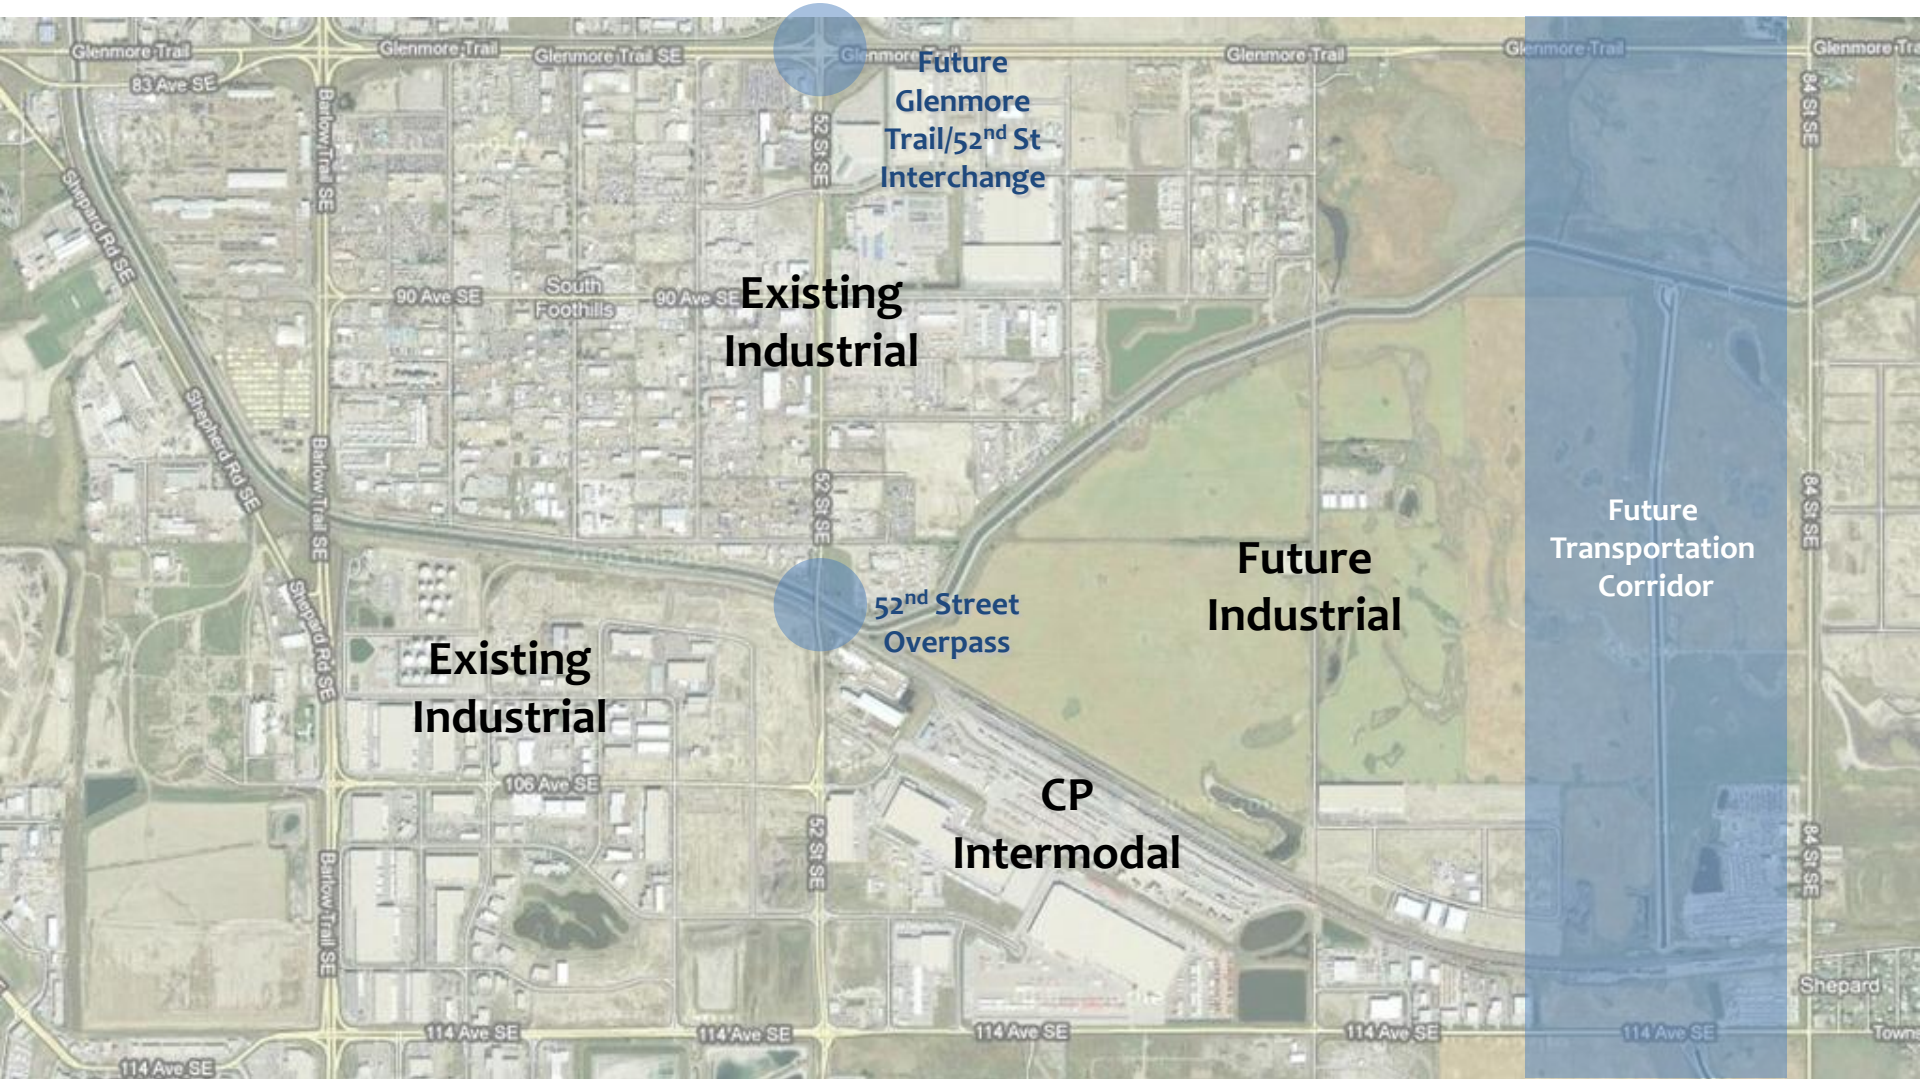 Glenmore Trail
Glenmore Trail
Glenmore Trail SE
Glenmore Trail
Glenmore Trail
Glenmore Trail
Glenmore Tra
83 Ave SE
Future
Glenmore
Trail/52nd St
Interchange
Barlow Trail SE
52 St SE
84 St SE
Shepard Rd SE
90 Ave SE
South
Foothills
90 Ave SE
Existing
Industrial
Shepherd Rd SE
Barlow Trail SE
52 St SE
84 St SE
Future
Transportation
Corridor
Future
Industrial
52nd Street
Overpass
Shepard Rd SE
Existing
Industrial
106 Ave SE
CP
Intermodal
52 St SE
84 St SE
Barlow Trail SE
Shepard
114 Ave SE
114 Ave SE
114 Ave SE
114 Ave SE
114 Ave SE
Towns
114 Ave SE